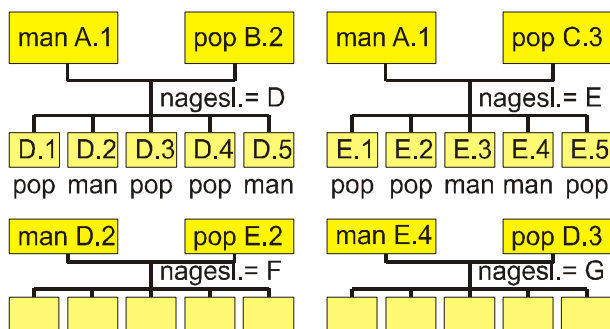 man A.1 pop B.2 man A.1 pop C.3
nagesl.= D nagesl.= E
D.1 D.2 D.3 D.4 D.5 E.1 E.2 E.3 E.4 E.5
pop man pop pop man pop pop man man pop
man D.2 pop E.2 man E.4 pop D.3
nagesl.= F nagesl.= G